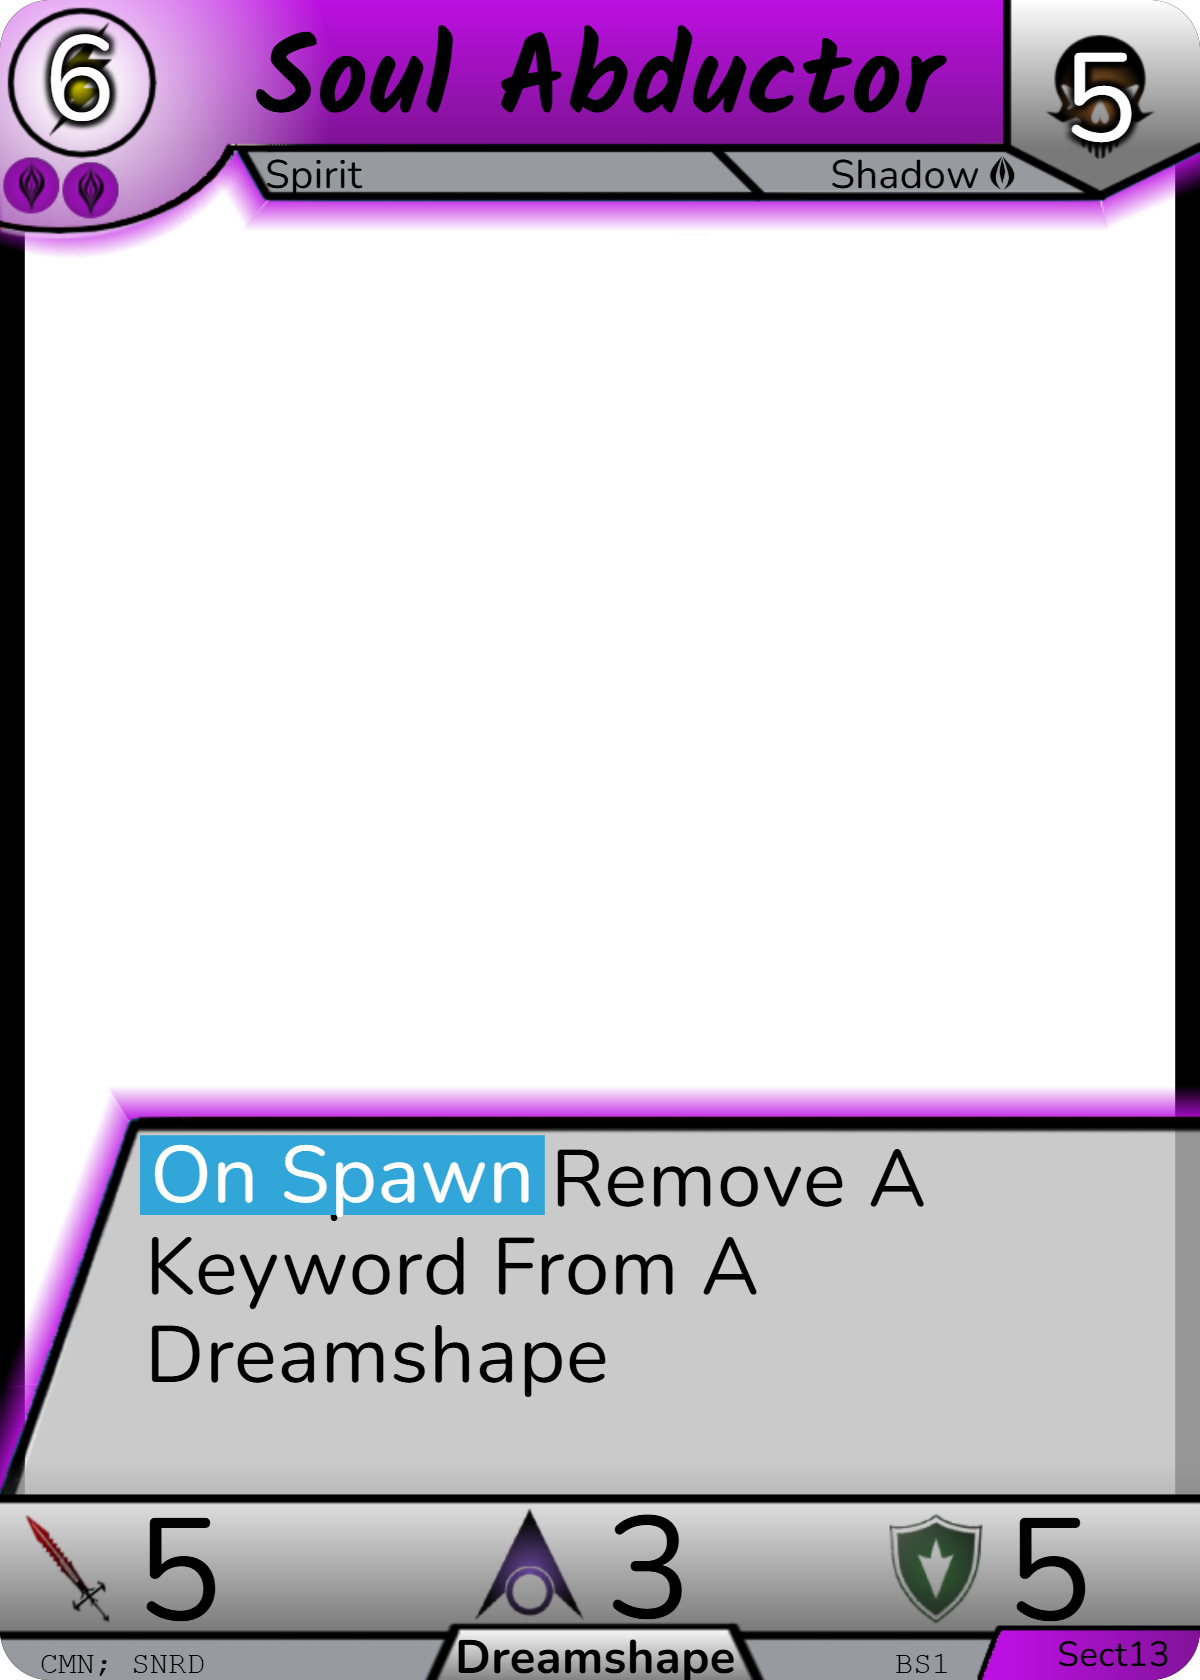 6
Soul Abductor
5
Spirit
Shadow
On Spawn Remove A
Keyword From A
Dreamshape
5
3
5
CMN; SNRD
Dreamshape
BS1
Sect13